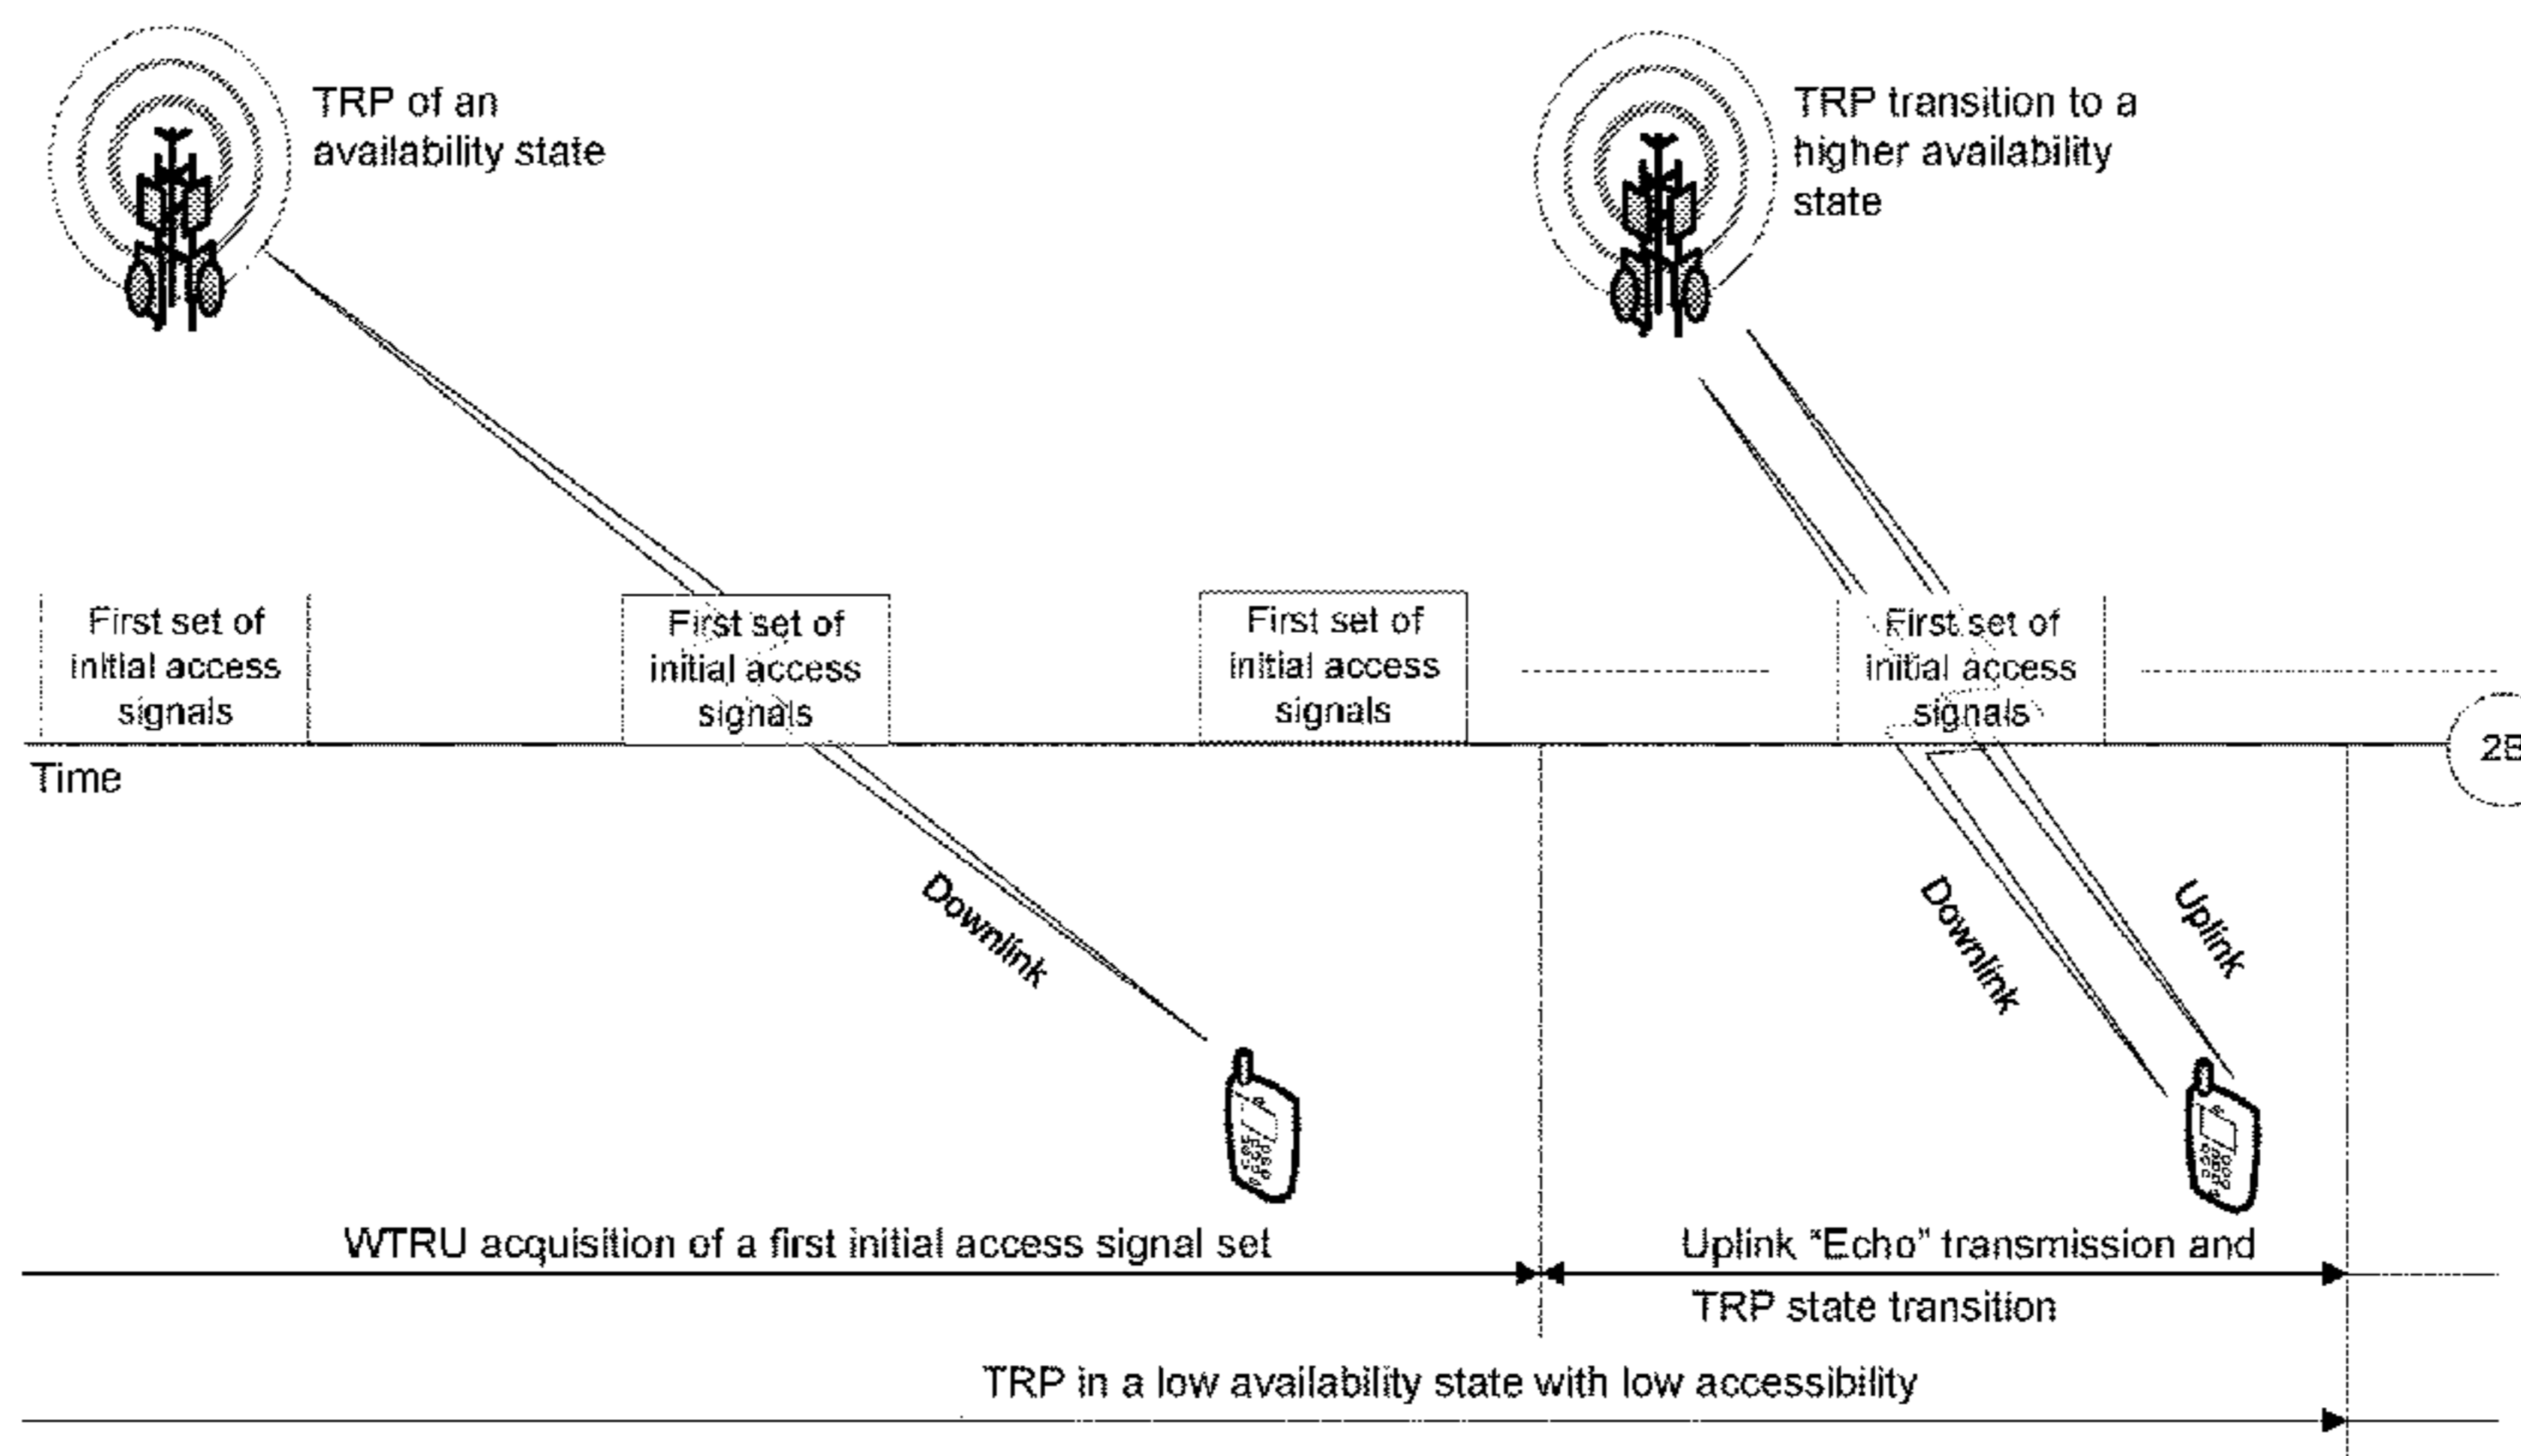 TRP of an
availability state
TRP transition to a
higher availability
state
First set of
initial access
signals
First set of
initial access
signals
First set of
initial access
signals
First set of
initial access
signals
Time
Downlink
Downlink
Uplink
WTRU acquisition of a first initial access signal set
Uplink "Echo" transmission and
TRP state transition
TRP in a low availability state with low accessibility